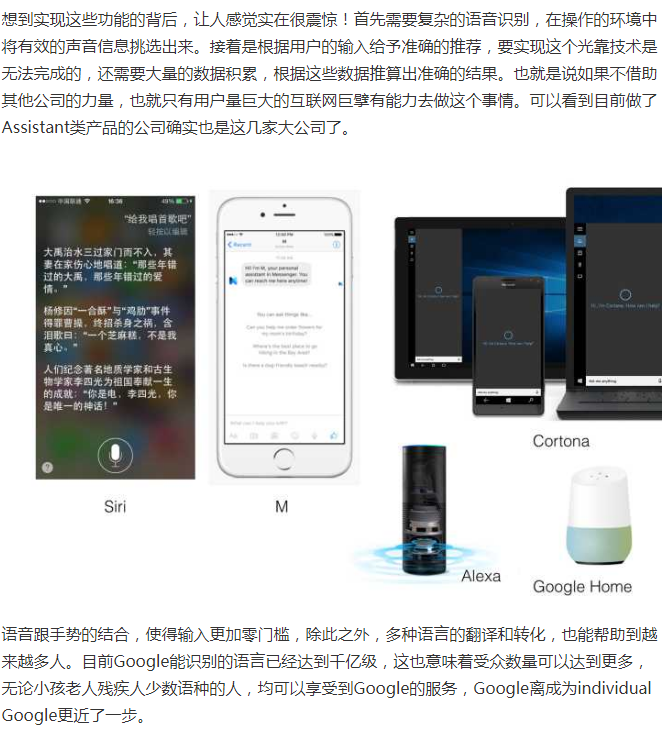 想到实现这些功能的背后，让人感觉实在很震惊！首先需要复杂的语音识别，在操作的环境中
将有效的声音信息挑选出来。接着是根据用户的输入给予准确的推荐，要实现这个光靠技术是
无法完成的，还需要大量的数据积累，根据这些数据推算出准确的结果。也就是说如果不借助
其他公司的力量，也就只有用户量巨大的互联网巨擘有能力去做这个事情。可以看到目前做了
Assistant类产品的公司确实也是这几家大公司了。
中国联通 16:36 49%
“给我唱首歌吧”
轻按以编辑
大禹治水三过家门而不入，其
妻在家伤心地唱道：“那些年错
过的大禹，那些年错过的爱
情。”
杨修因“一合酥”与“鸡肋”事件
得罪曹操，终招杀身之祸，含
泪歌曰：“一个芝麻糕，不是我
真心。”
人们纪念著名地质学家和古生
物学家李四光为祖国奉献一生
的成就：“你是电，李四光，你
是唯一的神话！”
?
Siri
Recent
M
Hi! I'm M, your personal
assistant in Messenger. You
can reach me here anytime!
You can ask things like...
Can you help me order flowers for
my mom's birthday?
Where's the best place to go
hiking in the Bay Area?
Is there a dog friendly beach nearby?
M
Hi, I'm Cortana. How can I help?
Ask me anything
Cortona
Alexa
Google Home
语音跟手势的结合，使得输入更加零门槛，除此之外，多种语言的翻译和转化，也能帮助到越
来越多人。目前Google能识别的语言已经达到千亿级，这也意味着受众数量可以达到更多，
无论小孩老人残疾人少数语种的人，均可以享受到Google的服务，Google离成为individual
Google更近了一步。